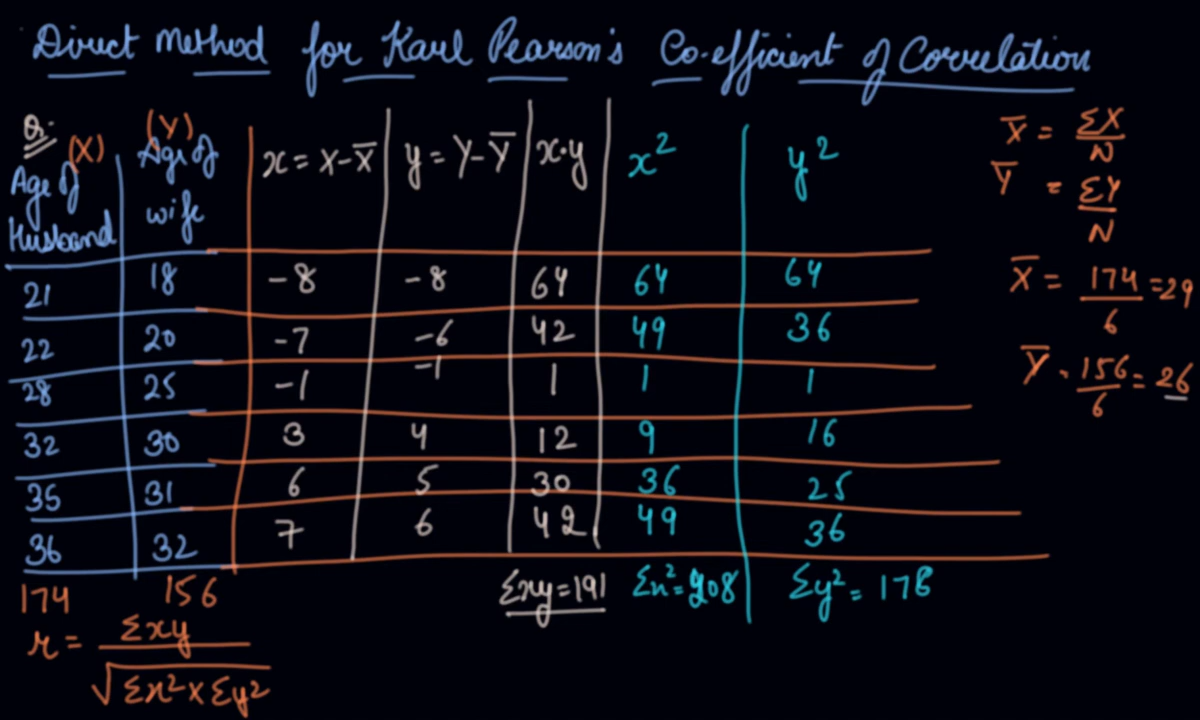 Direct Method for Karl Pearson's Co-efficient of Correlation
Q:
(X) (Y)
Age of Husband Age of wife x = X-X̅ y = Y-Y̅ x·y x² y²
21 18 -8 -8 64 64 64
22 20 -7 -6 42 49 36
28 25 -1 -1 1 1 1
32 30 3 4 12 9 16
35 31 6 5 30 36 25
36 32 7 6 42 49 36
174 156 Σxy = 191 Σx² = 208 Σy² = 178
r = Σxy / √Σx² × Σy²
X̅ = ΣX / N
Y̅ = ΣY / N
X̅ = 174 / 6 = 29
Y̅ = 156 / 6 = 26